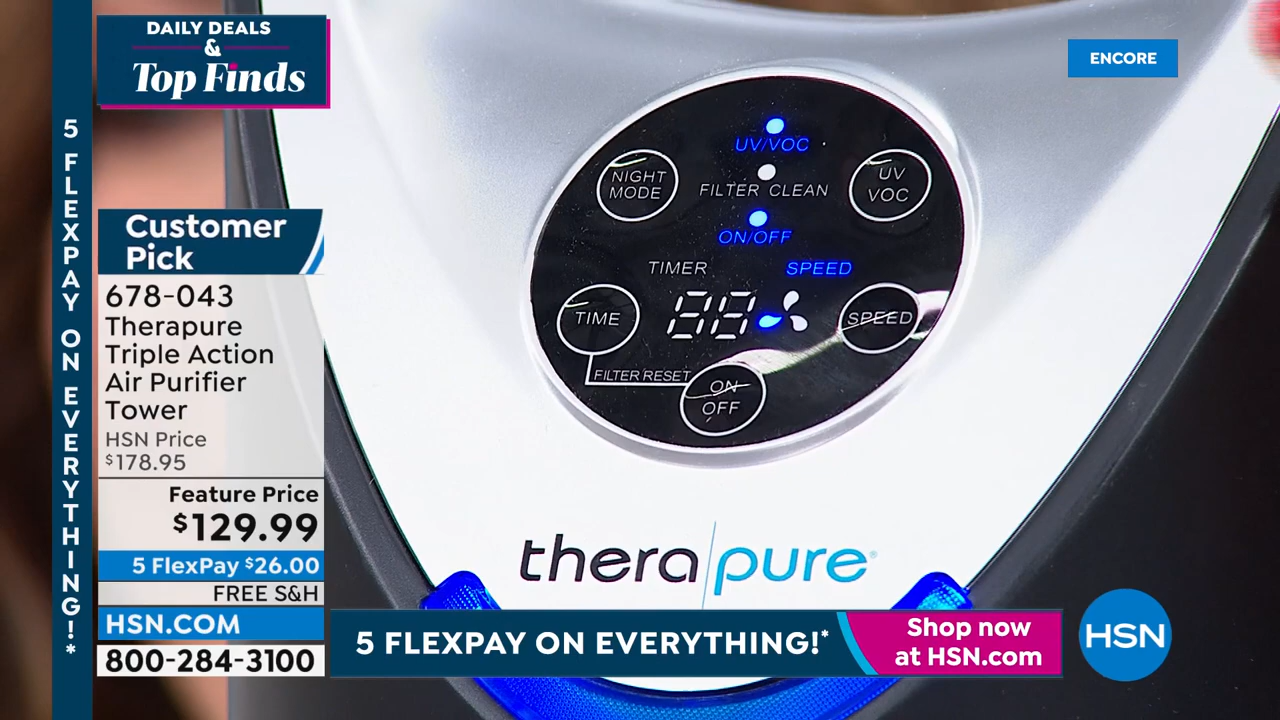 5 FLEXPAY ON EVERYTHING!*
DAILY DEALS
&
Top Finds
ENCORE
Customer
Pick
678-043
Therapure
Triple Action
Air Purifier
Tower
HSN Price
$178.95
Feature Price
$129.99
5 FlexPay $26.00
FREE S&H
HSN.COM
800-284-3100
UV/VOC
NIGHT
MODE
FILTER CLEAN
UV
VOC
ON/OFF
TIMER
SPEED
TIME
88
SPEED
FILTER RESET
ON
OFF
thera|pure®
5 FLEXPAY ON EVERYTHING!*
Shop now
at HSN.com
HSN